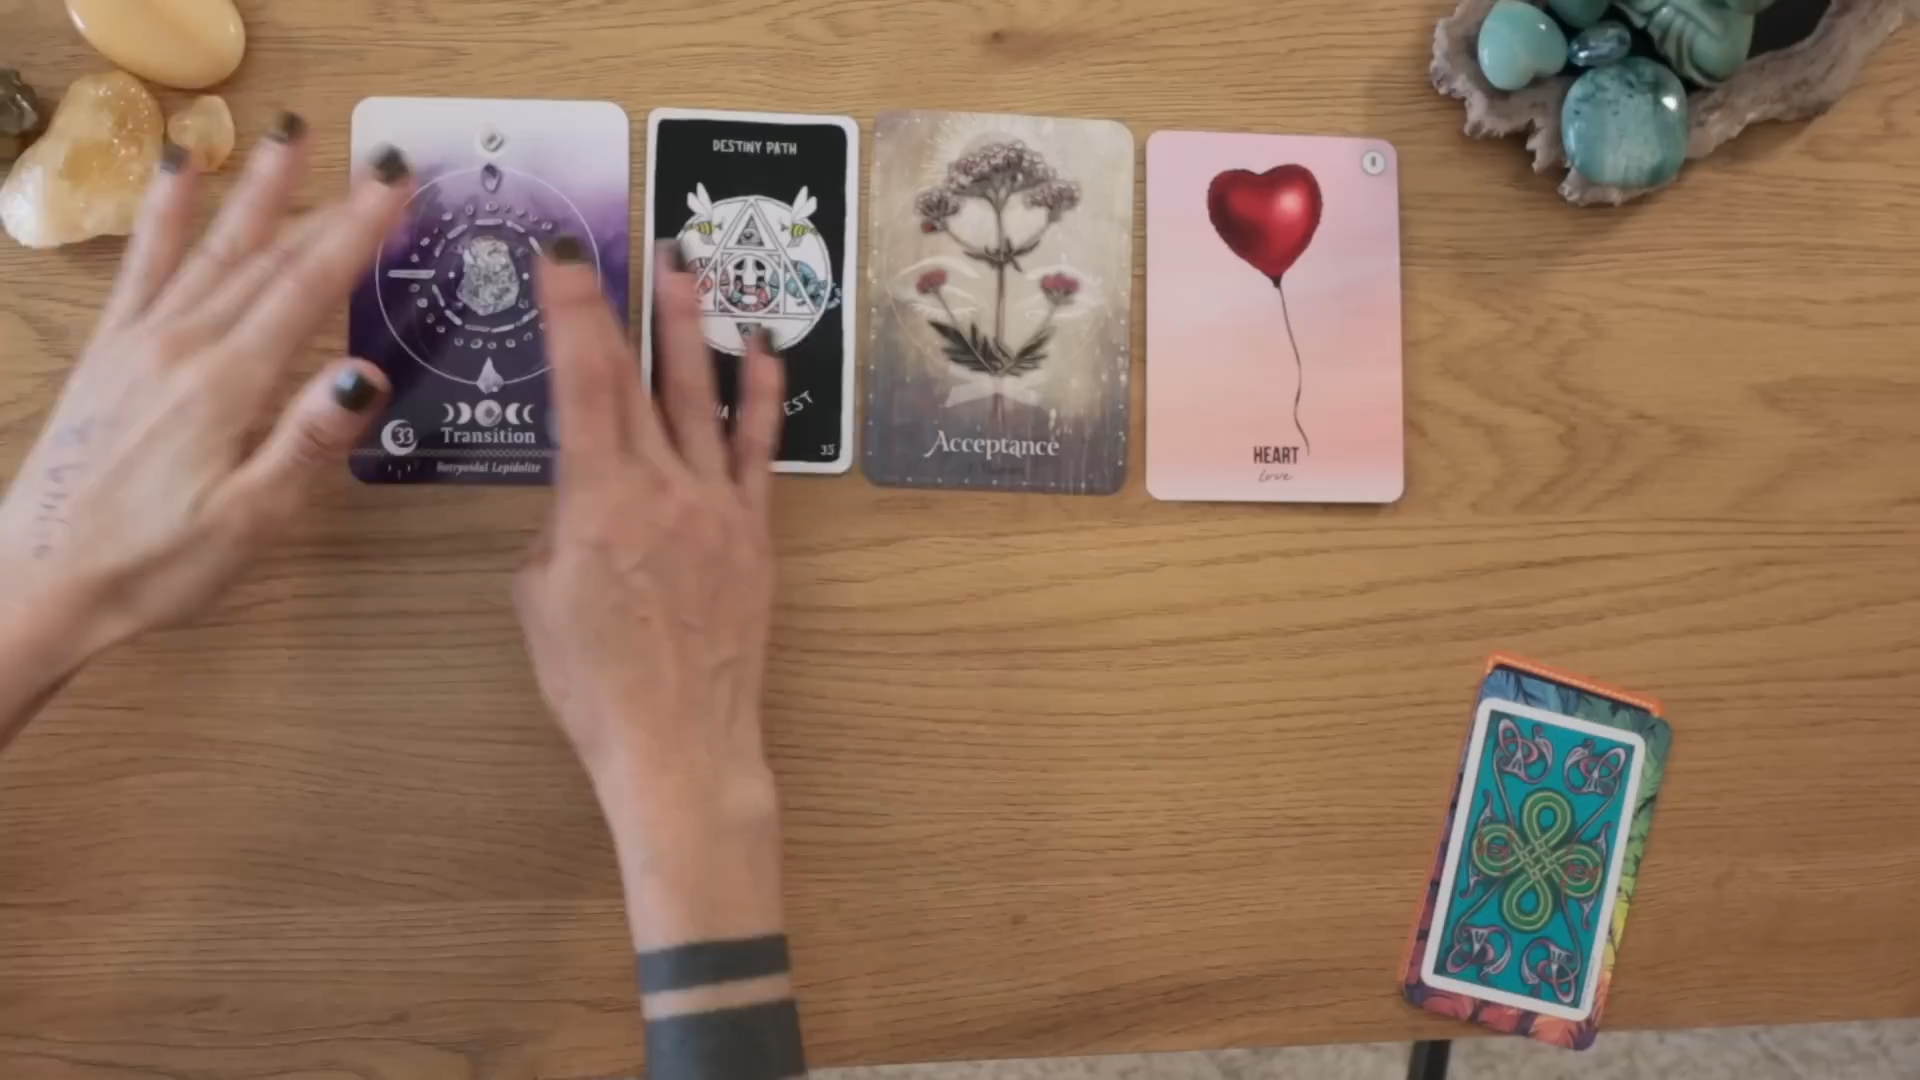 33
Transition
Botryoidal Lepidolite
DESTINY PATH
35
Acceptance
HEART
Love